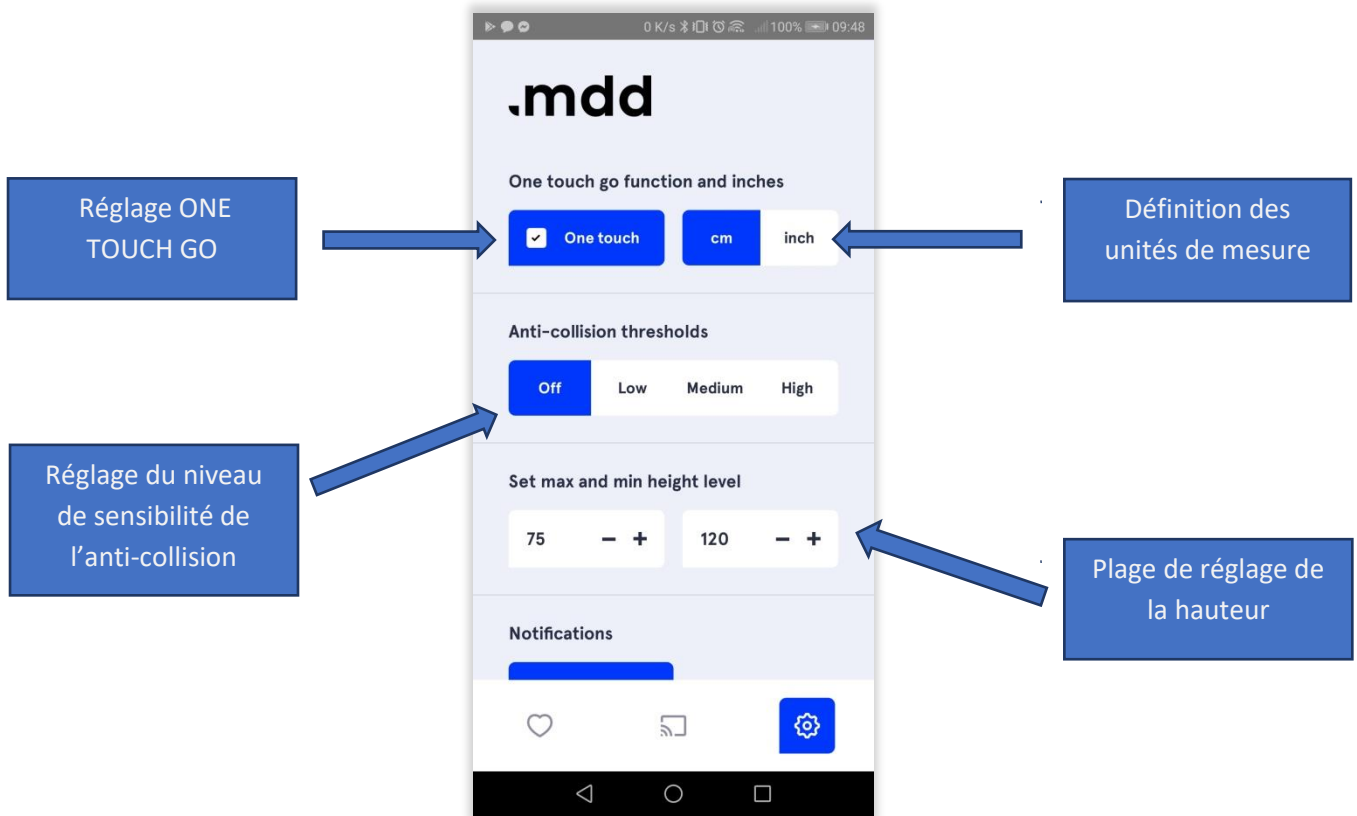 0 K/s 100% 09:48
.mdd
One touch go function and inches
Réglage ONE
TOUCH GO
One touch
cm
inch
Définition des
unités de mesure
Anti-collision thresholds
Off
Low
Medium
High
Réglage du niveau
de sensibilité de
l’anti-collision
Set max and min height level
75 − +
120 − +
Plage de réglage de
la hauteur
Notifications